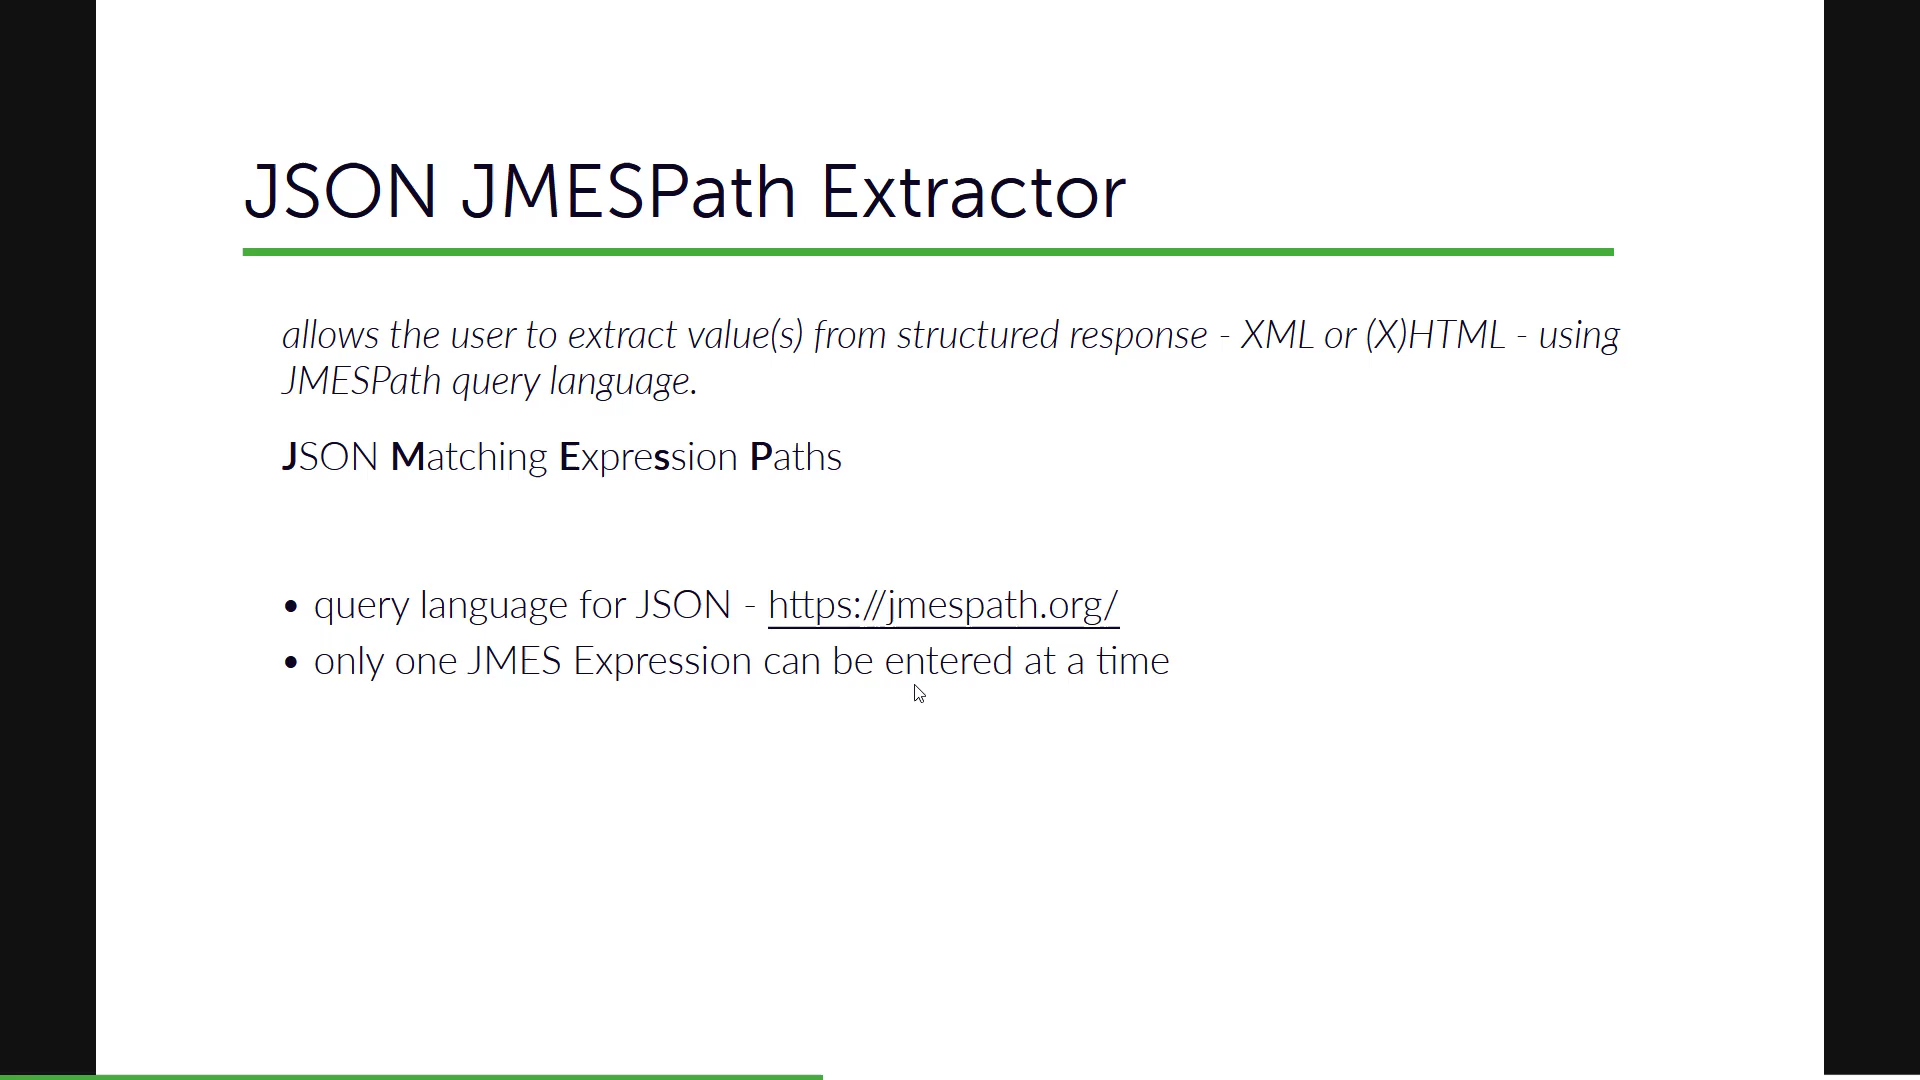 JSON JMESPath Extractor
allows the user to extract value(s) from structured response - XML or (X)HTML - using
JMESPath query language.
JSON Matching Expression Paths
• query language for JSON - https://jmespath.org/
• only one JMES Expression can be entered at a time